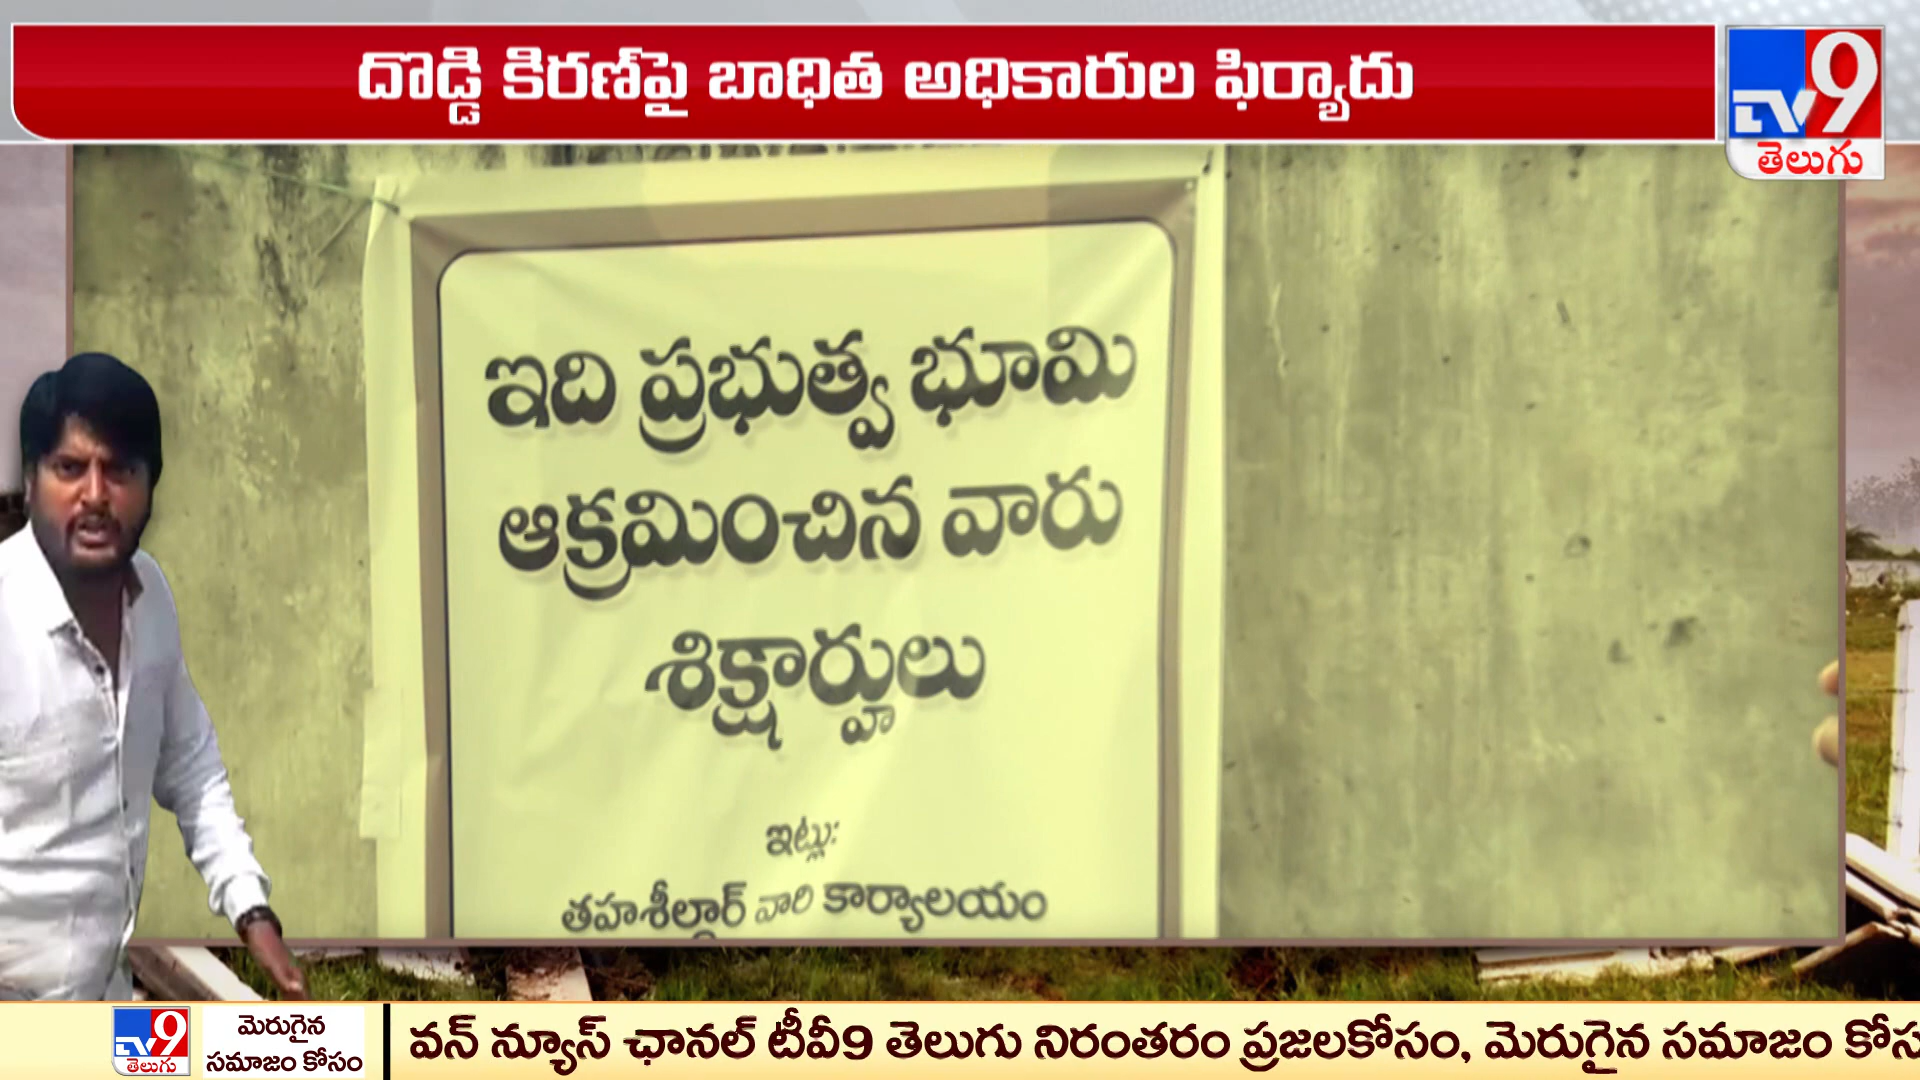 దొడ్డి కిరణ్‌పై బాధిత అధికారుల ఫిర్యాదు
TV9
తెలుగు
ఇది ప్రభుత్వ భూమి
ఆక్రమించిన వారు
శిక్షార్హులు
ఇట్లు:
తహశీల్దార్ వారి కార్యాలయం
TV9
తెలుగు
మెరుగైన
సమాజం కోసం
వన్ న్యూస్ ఛానల్ టీవీ9 తెలుగు నిరంతరం ప్రజలకోసం, మెరుగైన సమాజం కోస